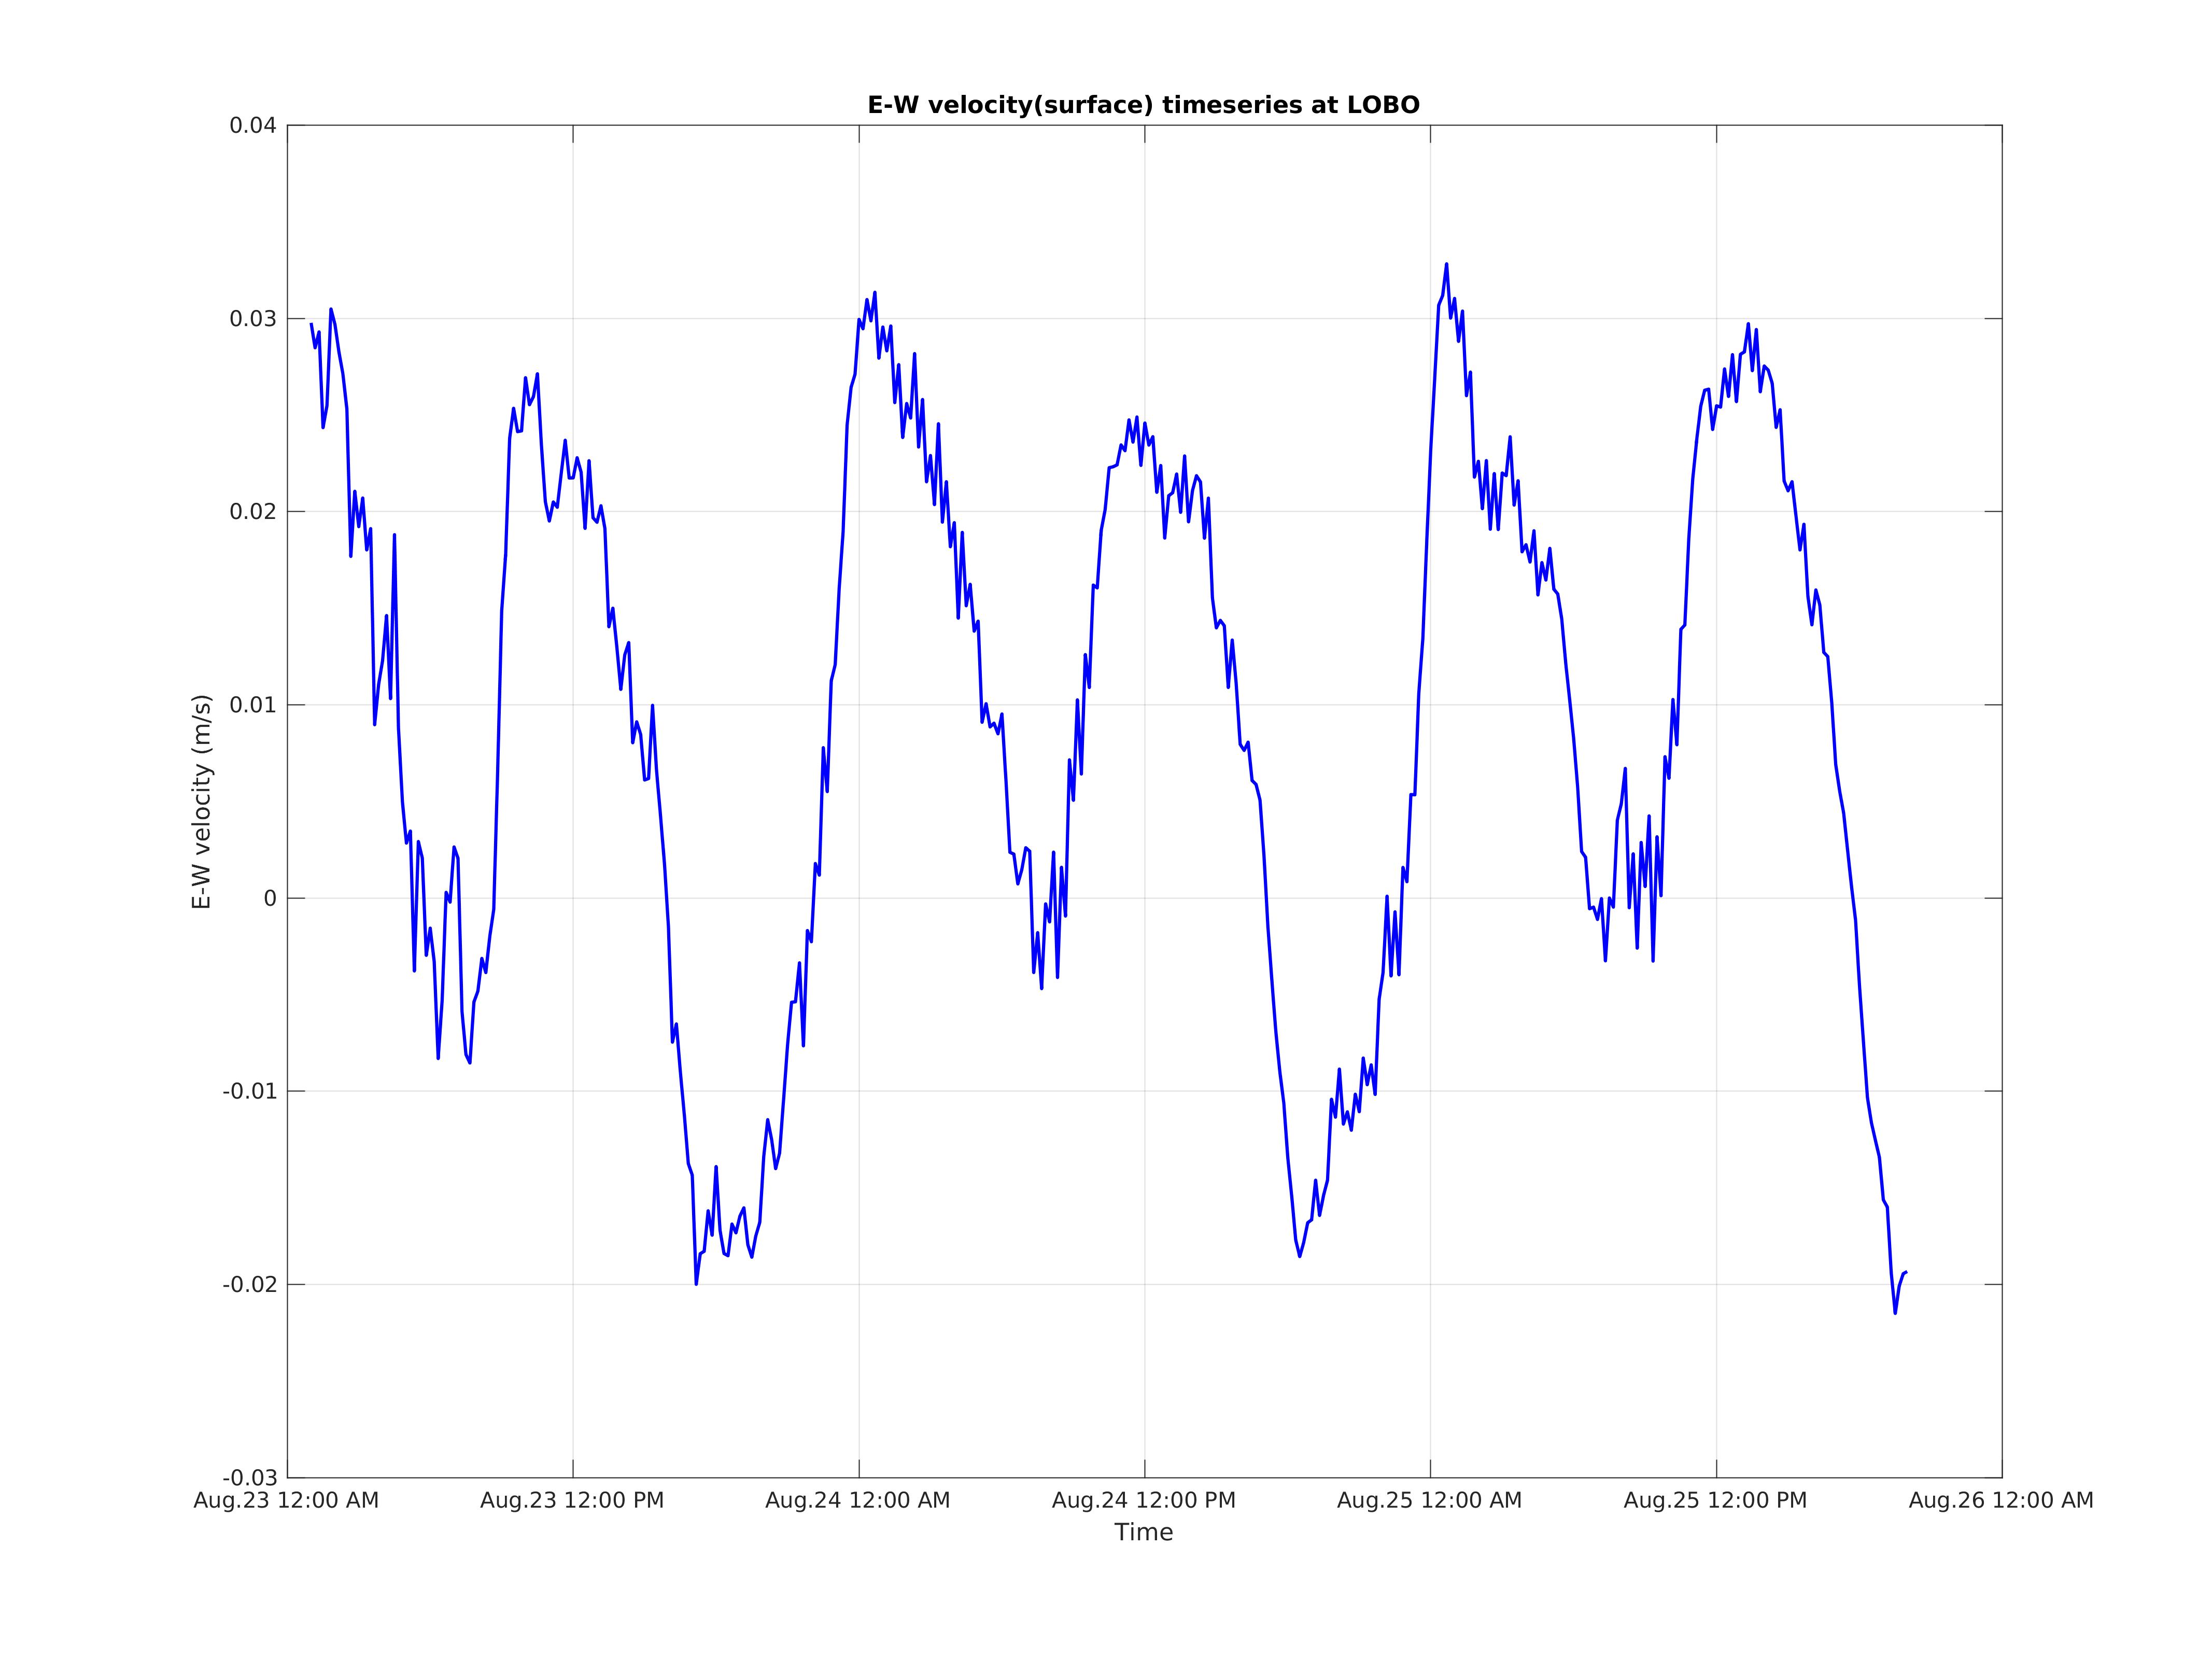 E-W velocity(surface) timeseries at LOBO
0.04
0.03
0.02
0.01
0
-0.01
-0.02
-0.03
E-W velocity (m/s)
Aug.23 12:00 AM Aug.23 12:00 PM Aug.24 12:00 AM Aug.24 12:00 PM Aug.25 12:00 AM Aug.25 12:00 PM Aug.26 12:00 AM
Time